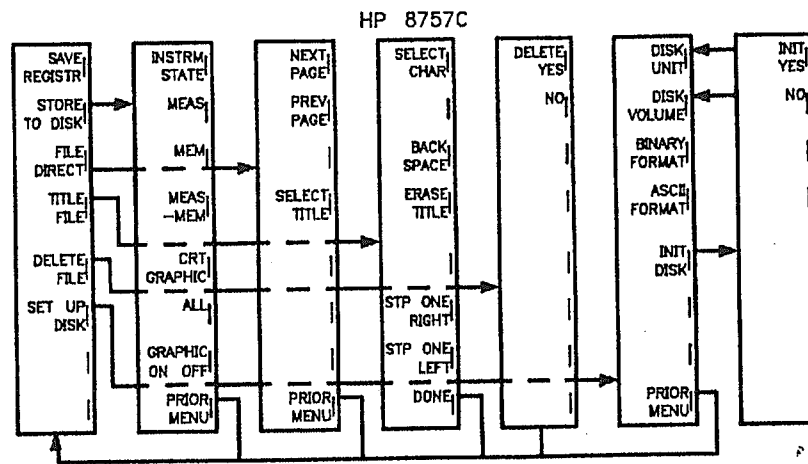 HP 8757C
SAVE
REGISTR
STORE
TO DISK
FILE
DIRECT
TITLE
FILE
DELETE
FILE
SET UP
DISK
INSTRM
STATE
MEAS
MEM
MEAS
-MEM
CRT
GRAPHIC
ALL
GRAPHIC
ON OFF
PRIOR
MENU
NEXT
PAGE
PREV
PAGE
SELECT
TITLE
PRIOR
MENU
SELECT
CHAR
BACK
SPACE
ERASE
TITLE
STP ONE
RIGHT
STP ONE
LEFT
DONE
DELETE
YES
NO
DISK
UNIT
DISK
VOLUME
BINARY
FORMAT
ASCII
FORMAT
INIT
DISK
PRIOR
MENU
INIT
YES
NO